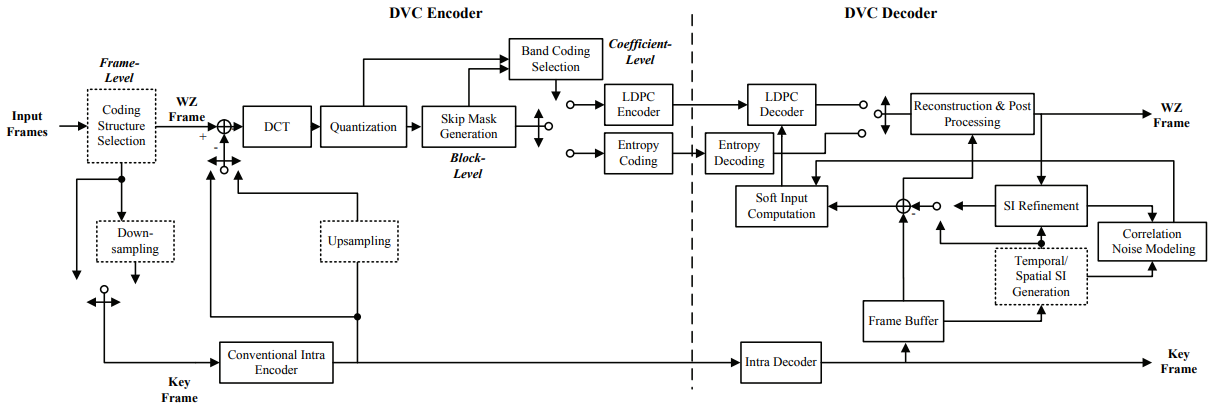 DVC Encoder
DVC Decoder
Input
Frames
Frame-
Level
Coding
Structure
Selection
WZ
Frame
+
-
DCT
Quantization
Skip Mask
Generation
Block-
Level
Band Coding
Selection
Coefficient-
Level
LDPC
Encoder
Entropy
Coding
LDPC
Decoder
Entropy
Decoding
Reconstruction & Post
Processing
WZ
Frame
Soft Input
Computation
-
SI Refinement
Correlation
Noise Modeling
Temporal/
Spatial SI
Generation
Down-
sampling
Upsampling
Frame Buffer
Key
Frame
Conventional Intra
Encoder
Intra Decoder
Key
Frame